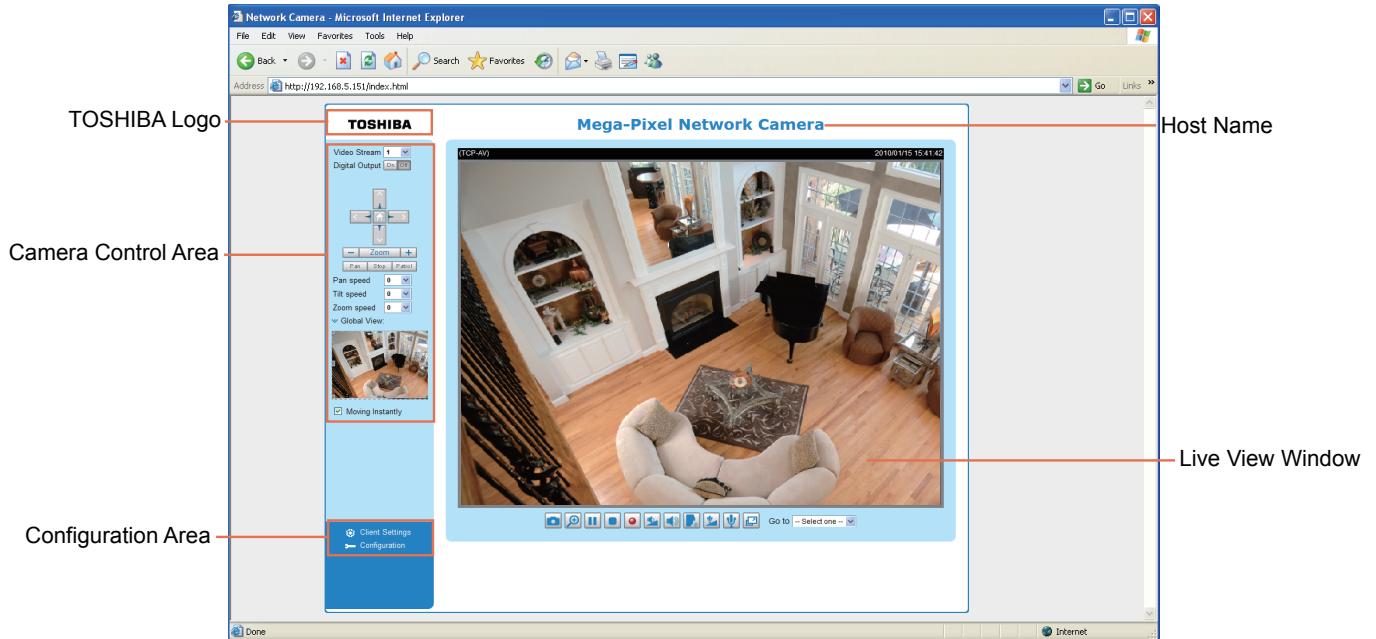 Network Camera - Microsoft Internet Explorer
File Edit View Favorites Tools Help
Back Search Favorites
Address http://192.168.5.151/index.html Go Links »
TOSHIBA Logo
TOSHIBA
Mega-Pixel Network Camera
Host Name
Video Stream 1
Digital Output On Off
(TCP-AV) 2010/01/15 15:41:42
Camera Control Area
Zoom
Pan Stop Patrol
Pan speed 0
Tilt speed 0
Zoom speed 0
Global View:
Moving Instantly
Live View Window
Configuration Area
Client Settings
Configuration
Go to -- Select one --
Done Internet